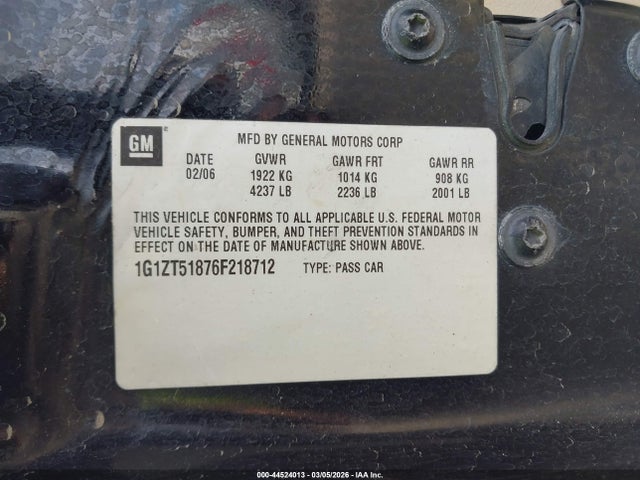 GM
MFD BY GENERAL MOTORS CORP
DATE GVWR GAWR FRT GAWR RR
02/06 1922 KG 1014 KG 908 KG
4237 LB 2236 LB 2001 LB
THIS VEHICLE CONFORMS TO ALL APPLICABLE U.S. FEDERAL MOTOR
VEHICLE SAFETY, BUMPER, AND THEFT PREVENTION STANDARDS IN
EFFECT ON THE DATE OF MANUFACTURE SHOWN ABOVE.
1G1ZT51876F218712 TYPE: PASS CAR
000-44524013 - 03/05/2026 - IAA Inc.